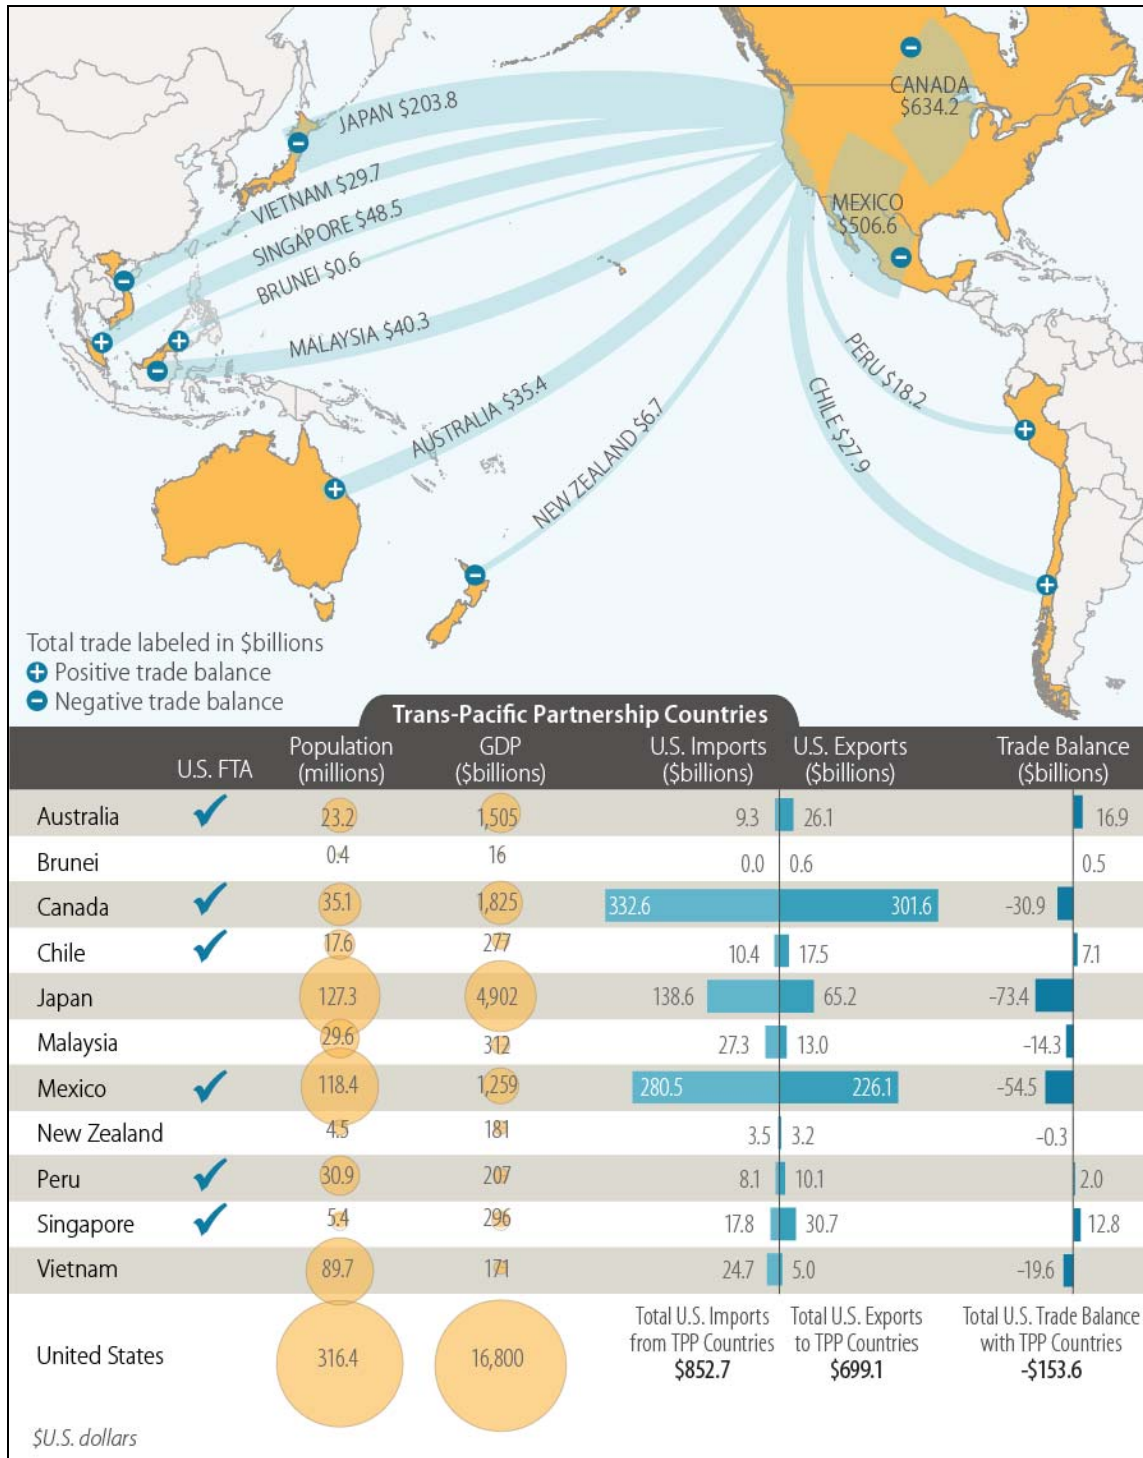 CANADA
$634.2
JAPAN $203.8
VIETNAM $29.7
MEXICO
$506.6
SINGAPORE $48.5
BRUNEI $0.6
MALAYSIA $40.3
PERU $18.2
AUSTRALIA $35.4
CHILE $27.9
NEW ZEALAND $6.7
Total trade labeled in $billions
+ Positive trade balance
- Negative trade balance
Trans-Pacific Partnership Countries
U.S. FTA Population (millions) GDP ($billions) U.S. Imports ($billions) U.S. Exports ($billions) Trade Balance ($billions)
Australia ✓ 23.2 1,505 9.3 26.1 16.9
Brunei 0.4 16 0.0 0.6 0.5
Canada ✓ 35.1 1,825 332.6 301.6 -30.9
Chile ✓ 17.6 277 10.4 17.5 7.1
Japan 127.3 4,902 138.6 65.2 -73.4
Malaysia 29.6 312 27.3 13.0 -14.3
Mexico ✓ 118.4 1,259 280.5 226.1 -54.5
New Zealand 4.5 181 3.5 3.2 -0.3
Peru ✓ 30.9 207 8.1 10.1 2.0
Singapore ✓ 5.4 296 17.8 30.7 12.8
Vietnam 89.7 171 24.7 5.0 -19.6
United States 316.4 16,800
Total U.S. Imports
from TPP Countries
$852.7
Total U.S. Exports
to TPP Countries
$699.1
Total U.S. Trade Balance
with TPP Countries
-$153.6
$U.S. dollars